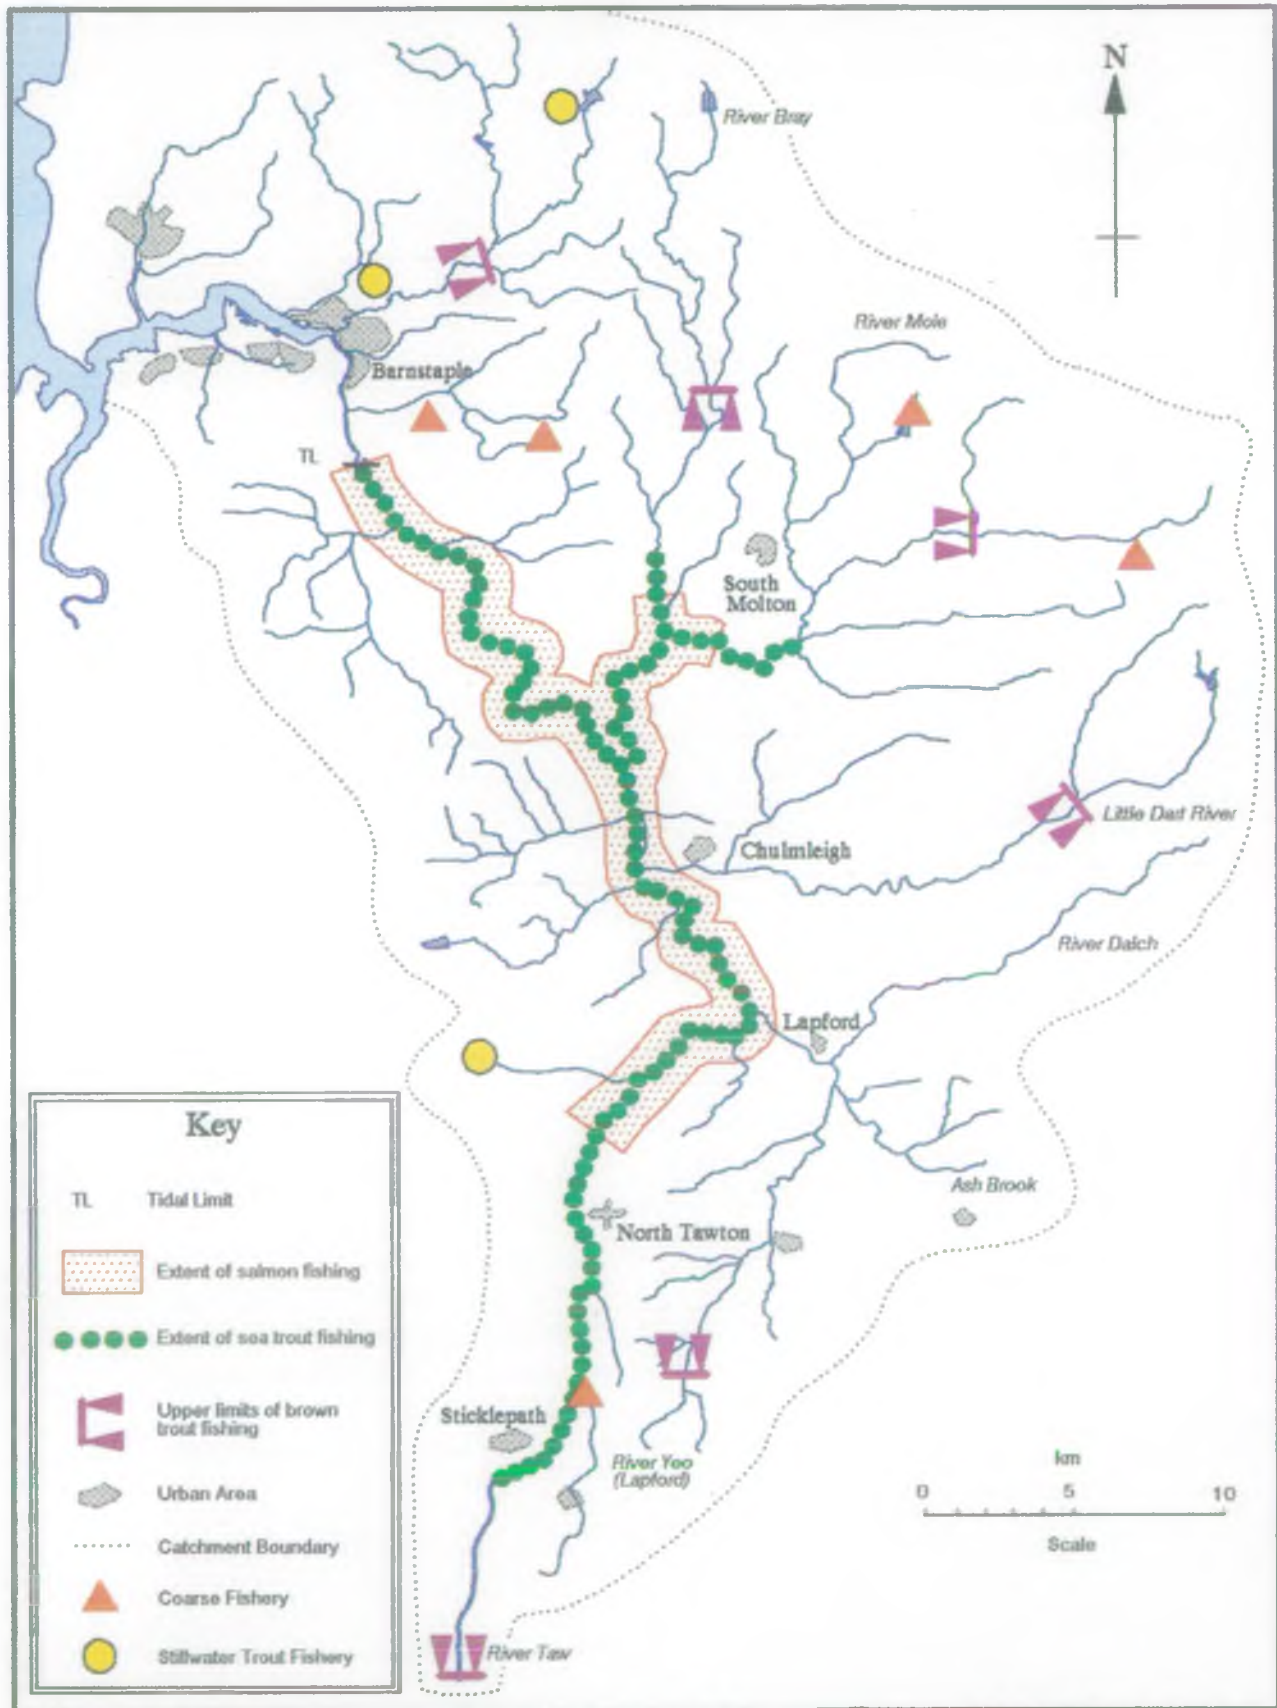 N
River Bray
River Mole
Barnstaple
TL
South
Molton
Chulmleigh
Little Dart River
River Dalch
Lapford
Ash Brook
North Tawton
Sticklepath
River Yeo
(Lapford)
River Taw
Key
TL Tidal Limit
Extent of salmon fishing
Extent of sea trout fishing
Upper limits of brown
trout fishing
Urban Area
Catchment Boundary
Coarse Fishery
Stillwater Trout Fishery
km
0 5 10
Scale